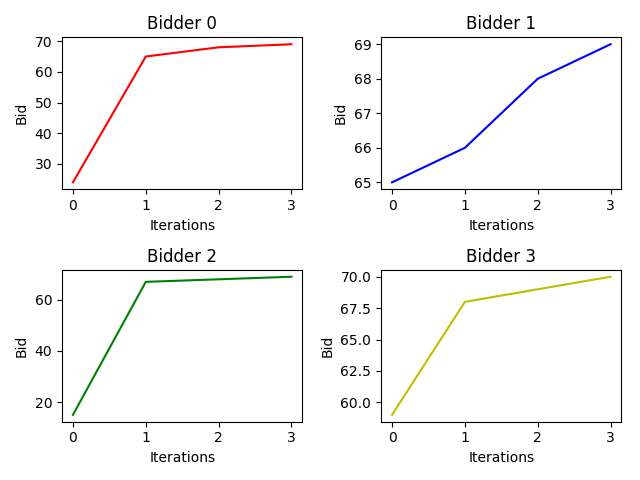 Bidder 0
Bid
70
60
50
40
30
0 1 2 3
Iterations
Bidder 1
Bid
69
68
67
66
65
0 1 2 3
Iterations
Bidder 2
Bid
60
40
20
0 1 2 3
Iterations
Bidder 3
Bid
70.0
67.5
65.0
62.5
60.0
0 1 2 3
Iterations